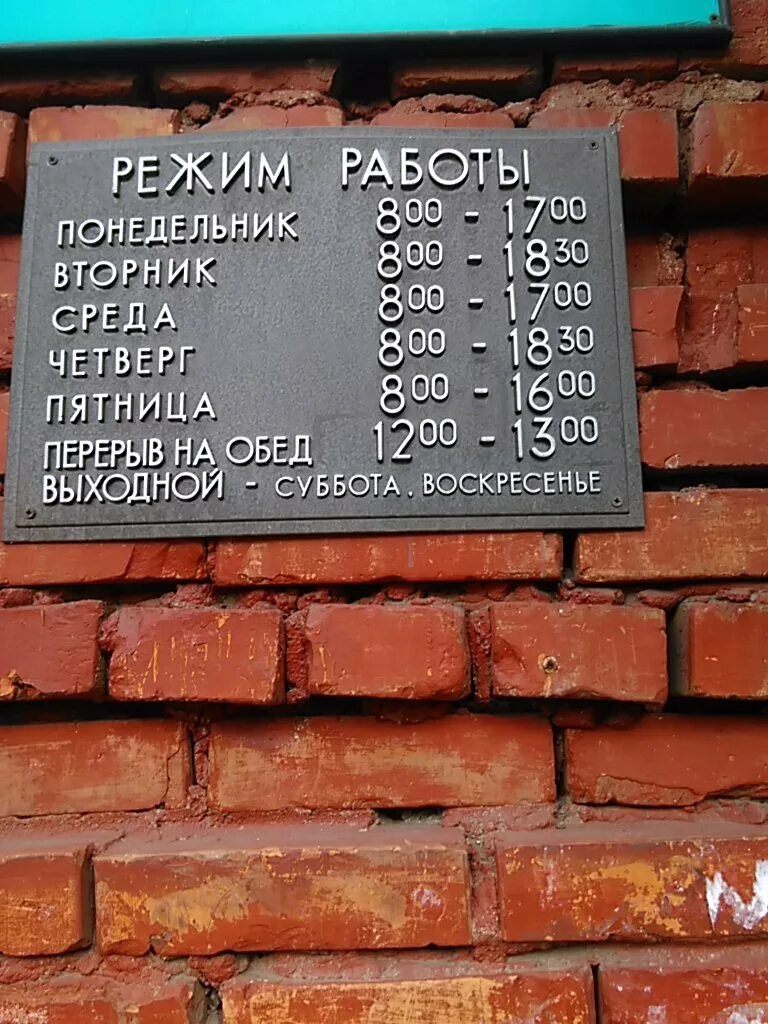 РЕЖИМ РАБОТЫ
ПОНЕДЕЛЬНИК 800 - 1700
ВТОРНИК 800 - 1830
СРЕДА 800 - 1700
ЧЕТВЕРГ 800 - 1830
ПЯТНИЦА 800 - 1600
ПЕРЕРЫВ НА ОБЕД 1200 - 1300
ВЫХОДНОЙ - СУББОТА, ВОСКРЕСЕНЬЕ